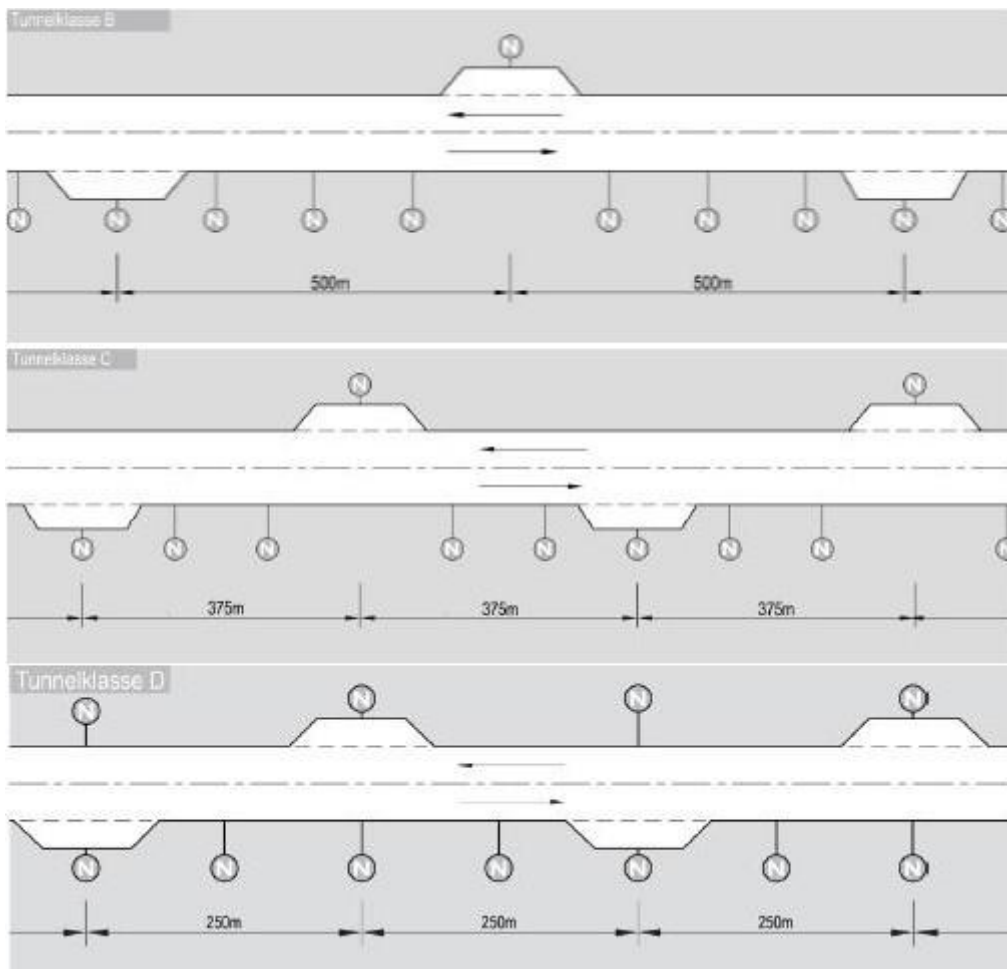 Tunnelklasse B
N
N N N N N N N N N N
500m 500m
Tunnelklasse C
N N
N N N N N N N N N
375m 375m 375m
Tunnelklasse D
N N N N
N N N N N N N
250m 250m 250m